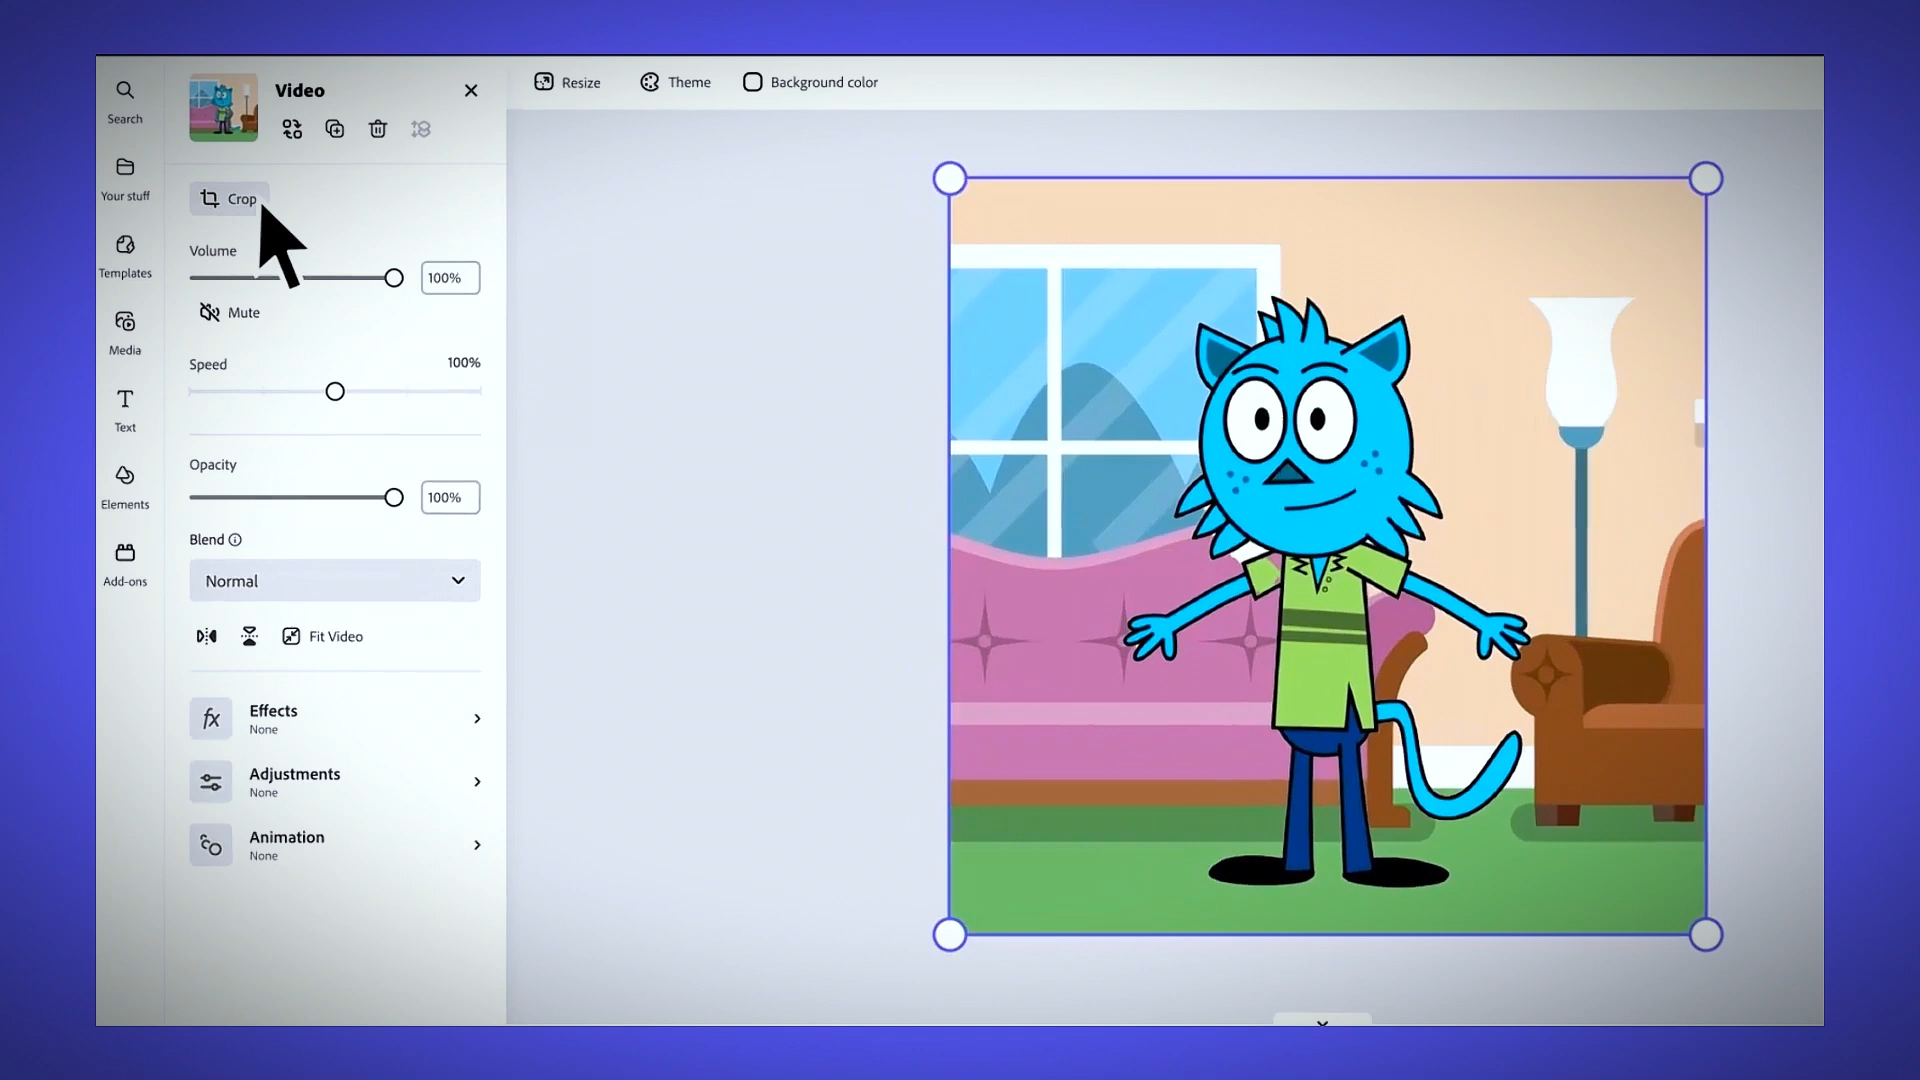 Search
Your stuff
Templates
Media
Text
Elements
Add-ons
Video
Crop
Volume
100%
Mute
Speed
100%
Opacity
100%
Blend
Normal
Fit Video
fx
Effects
None
Adjustments
None
Animation
None
Resize
Theme
Background color